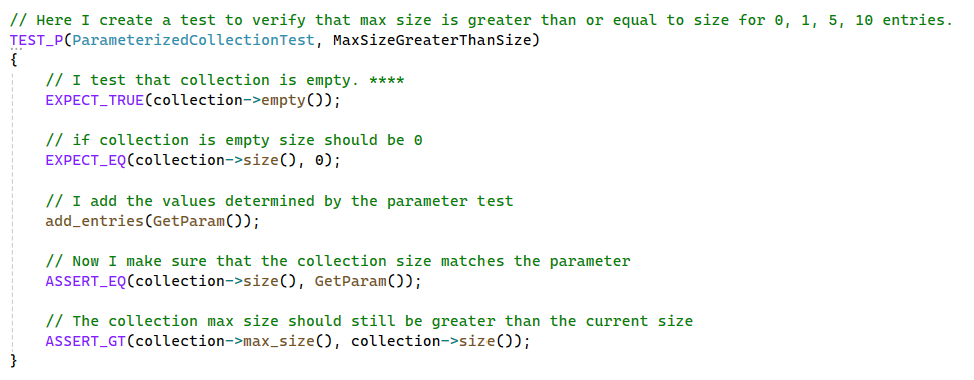 // Here I create a test to verify that max size is greater than or equal to size for 0, 1, 5, 10 entries.
TEST_P(ParameterizedCollectionTest, MaxSizeGreaterThanSize)
{
    // I test that collection is empty. ****
    EXPECT_TRUE(collection->empty());

    // if collection is empty size should be 0
    EXPECT_EQ(collection->size(), 0);

    // I add the values determined by the parameter test
    add_entries(GetParam());

    // Now I make sure that the collection size matches the parameter
    ASSERT_EQ(collection->size(), GetParam());

    // The collection max size should still be greater than the current size
    ASSERT_GT(collection->max_size(), collection->size());
}